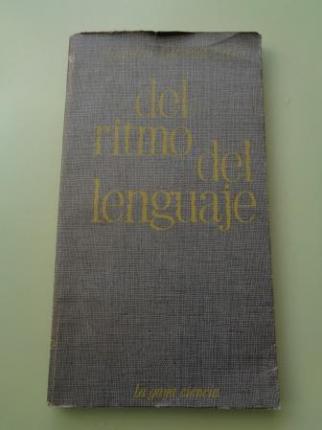 del
ritmo del
lenguaje
la gaya ciencia